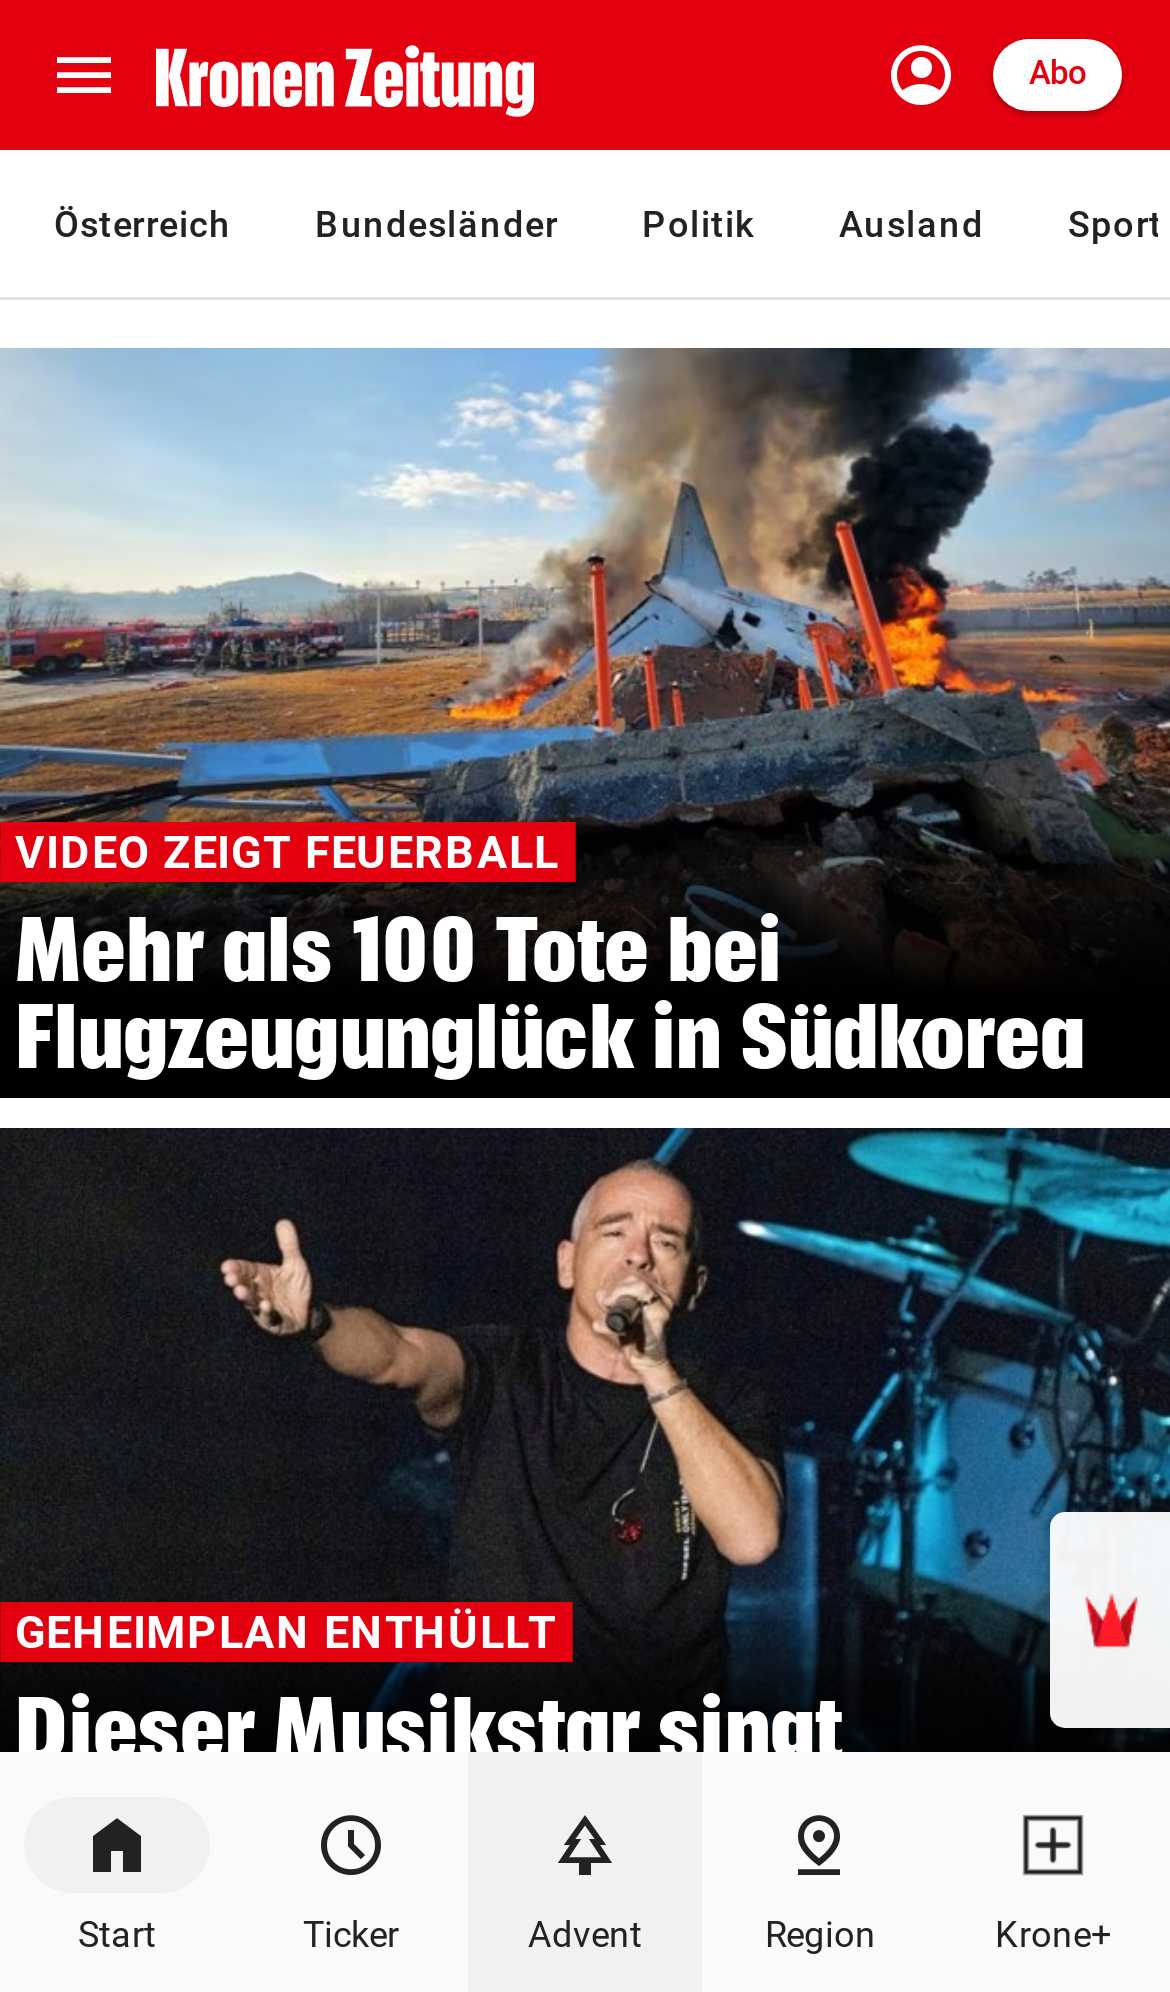 Kronen Zeitung
Abo
Österreich Bundesländer Politik Ausland Sport
VIDEO ZEIGT FEUERBALL
Mehr als 100 Tote bei
Flugzeugunglück in Südkorea
GEHEIMPLAN ENTHÜLLT
Dieser Musikstar singt
Start Ticker Advent Region Krone+